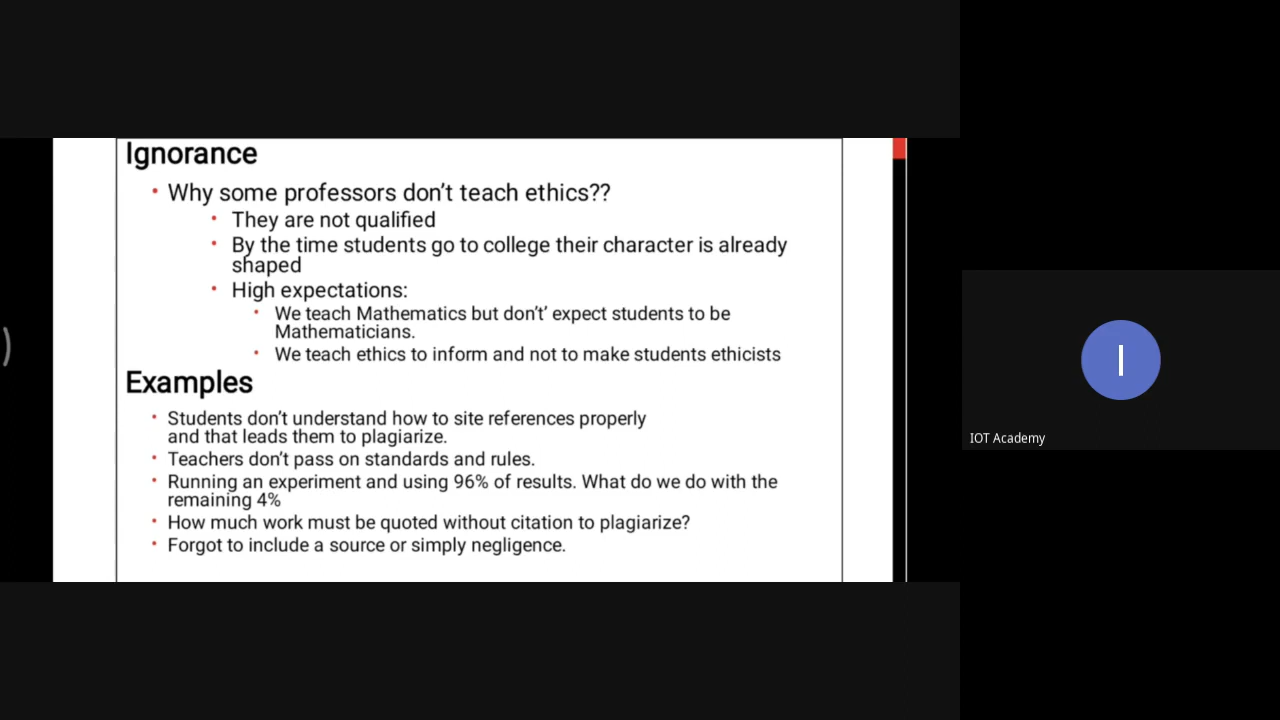 Ignorance
Why some professors don't teach ethics??
They are not qualified
By the time students go to college their character is already
shaped
High expectations:
We teach Mathematics but don't' expect students to be
Mathematicians.
We teach ethics to inform and not to make students ethicists
Examples
Students don't understand how to site references properly
and that leads them to plagiarize.
Teachers don't pass on standards and rules.
Running an experiment and using 96% of results. What do we do with the
remaining 4%
How much work must be quoted without citation to plagiarize?
Forgot to include a source or simply negligence.
I
IOT Academy